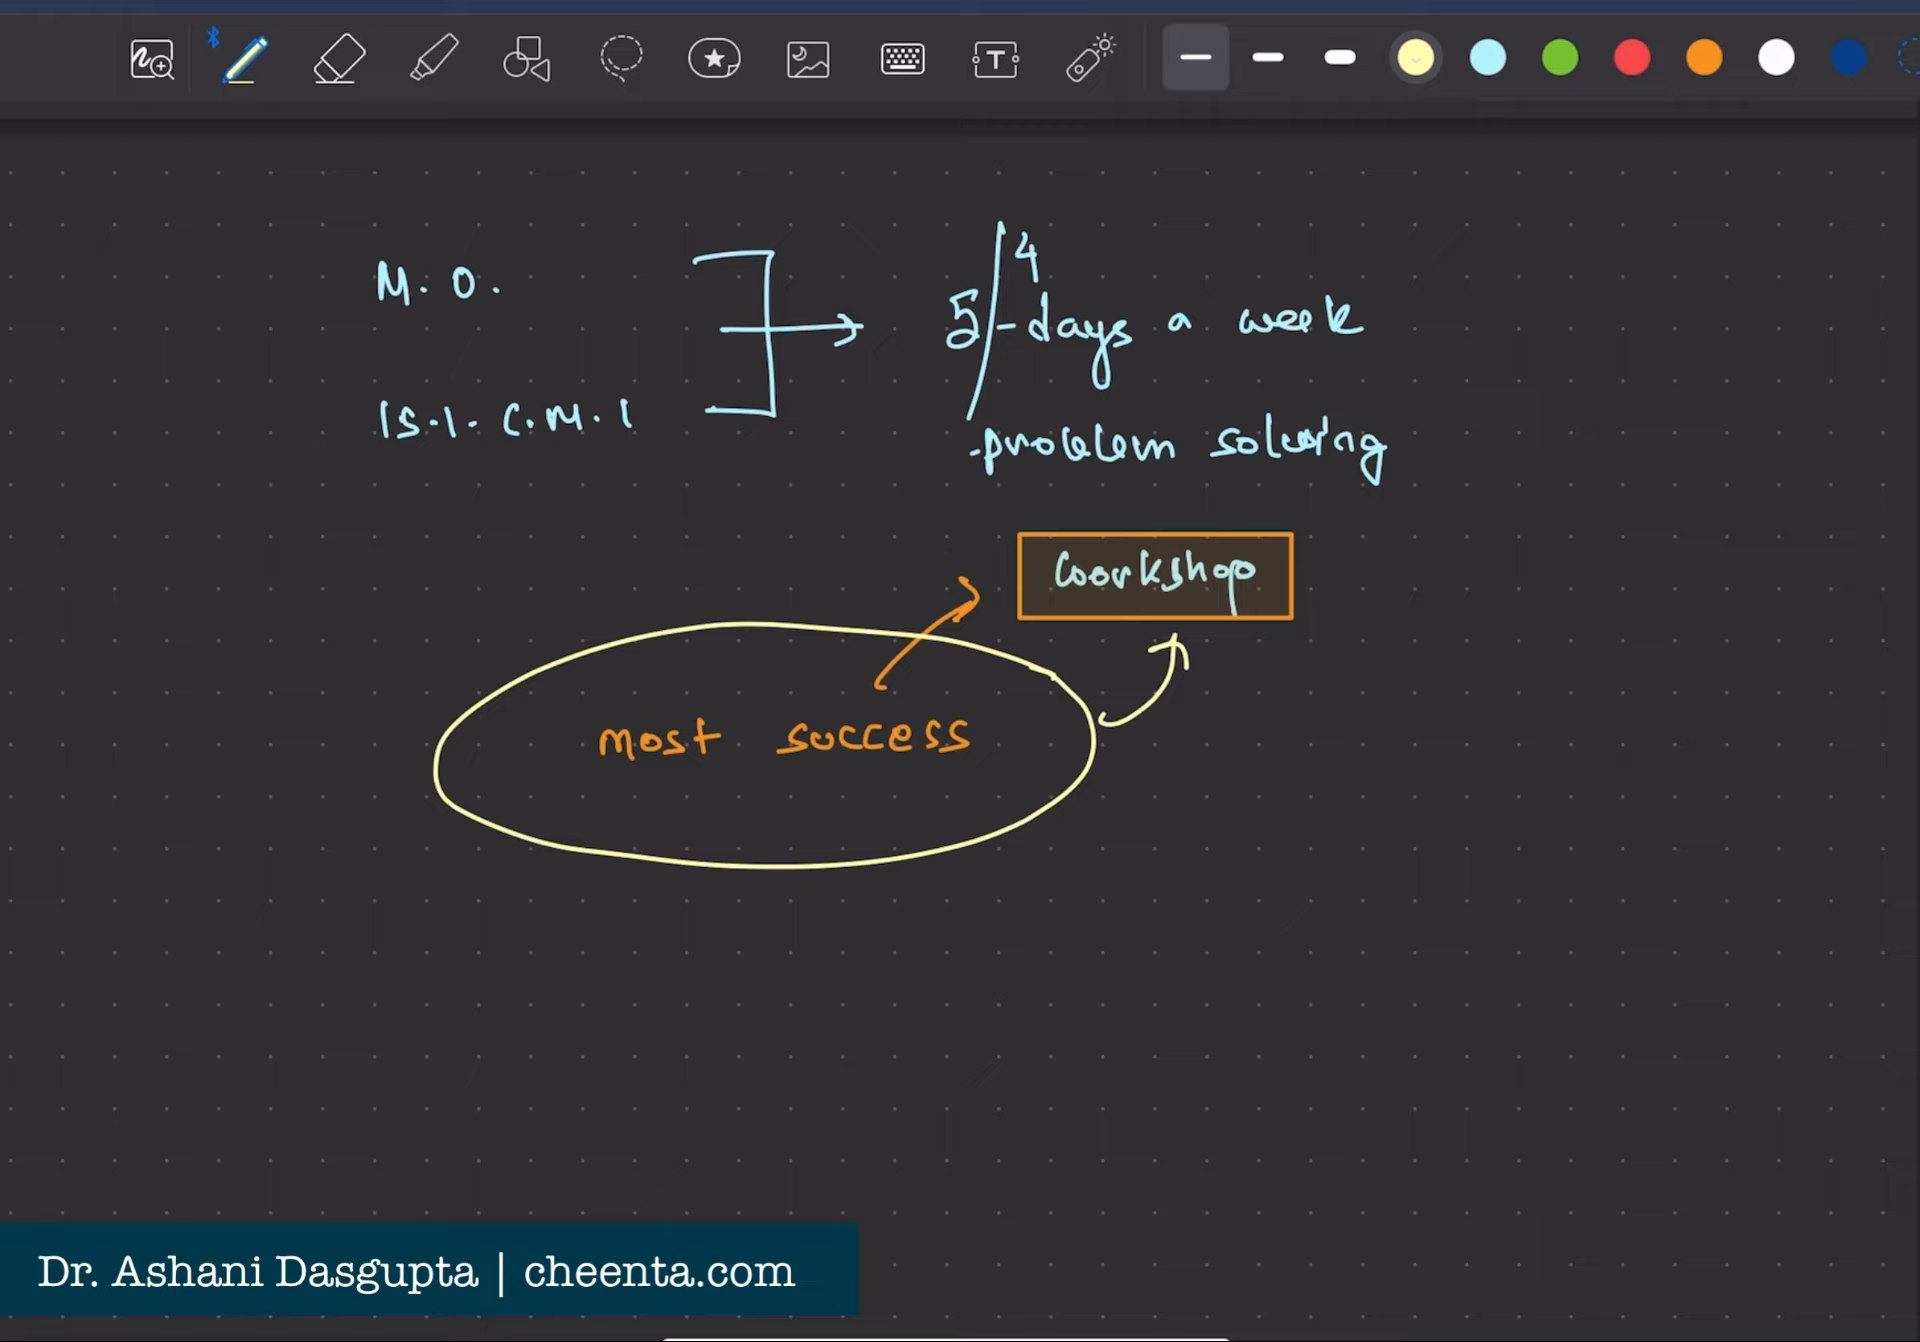 M. O.
I.S.I. C.M.I
5/4-days a week
-problem solving
Workshop
most success
Dr. Ashani Dasgupta | cheenta.com